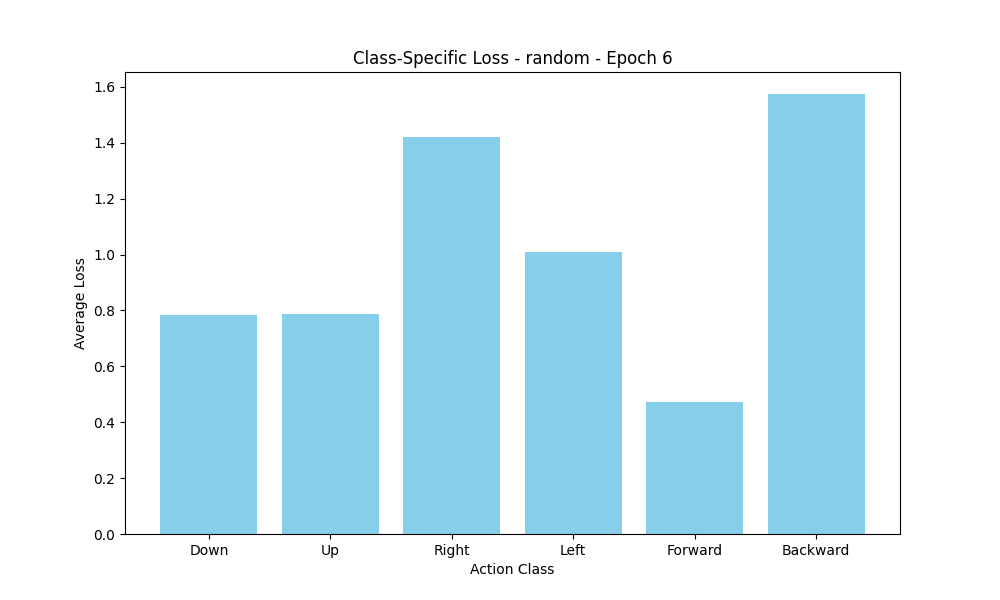 Class-Specific Loss - random - Epoch 6
1.6
1.4
1.2
1.0
0.8
0.6
0.4
0.2
0.0
Average Loss
Down Up Right Left Forward Backward
Action Class